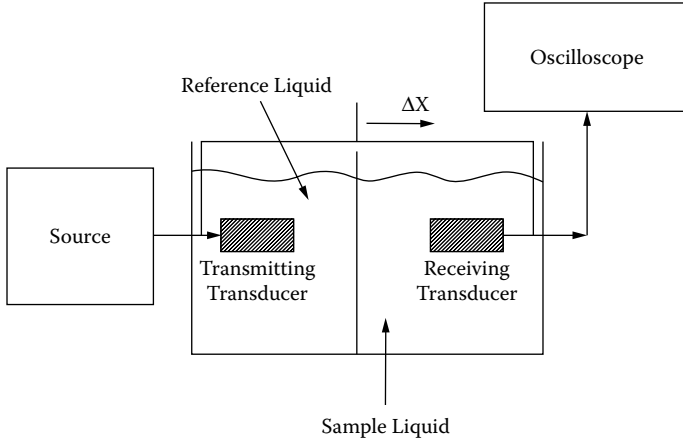 Oscilloscope
Reference Liquid
ΔX
Source
Transmitting
Transducer
Receiving
Transducer
Sample Liquid